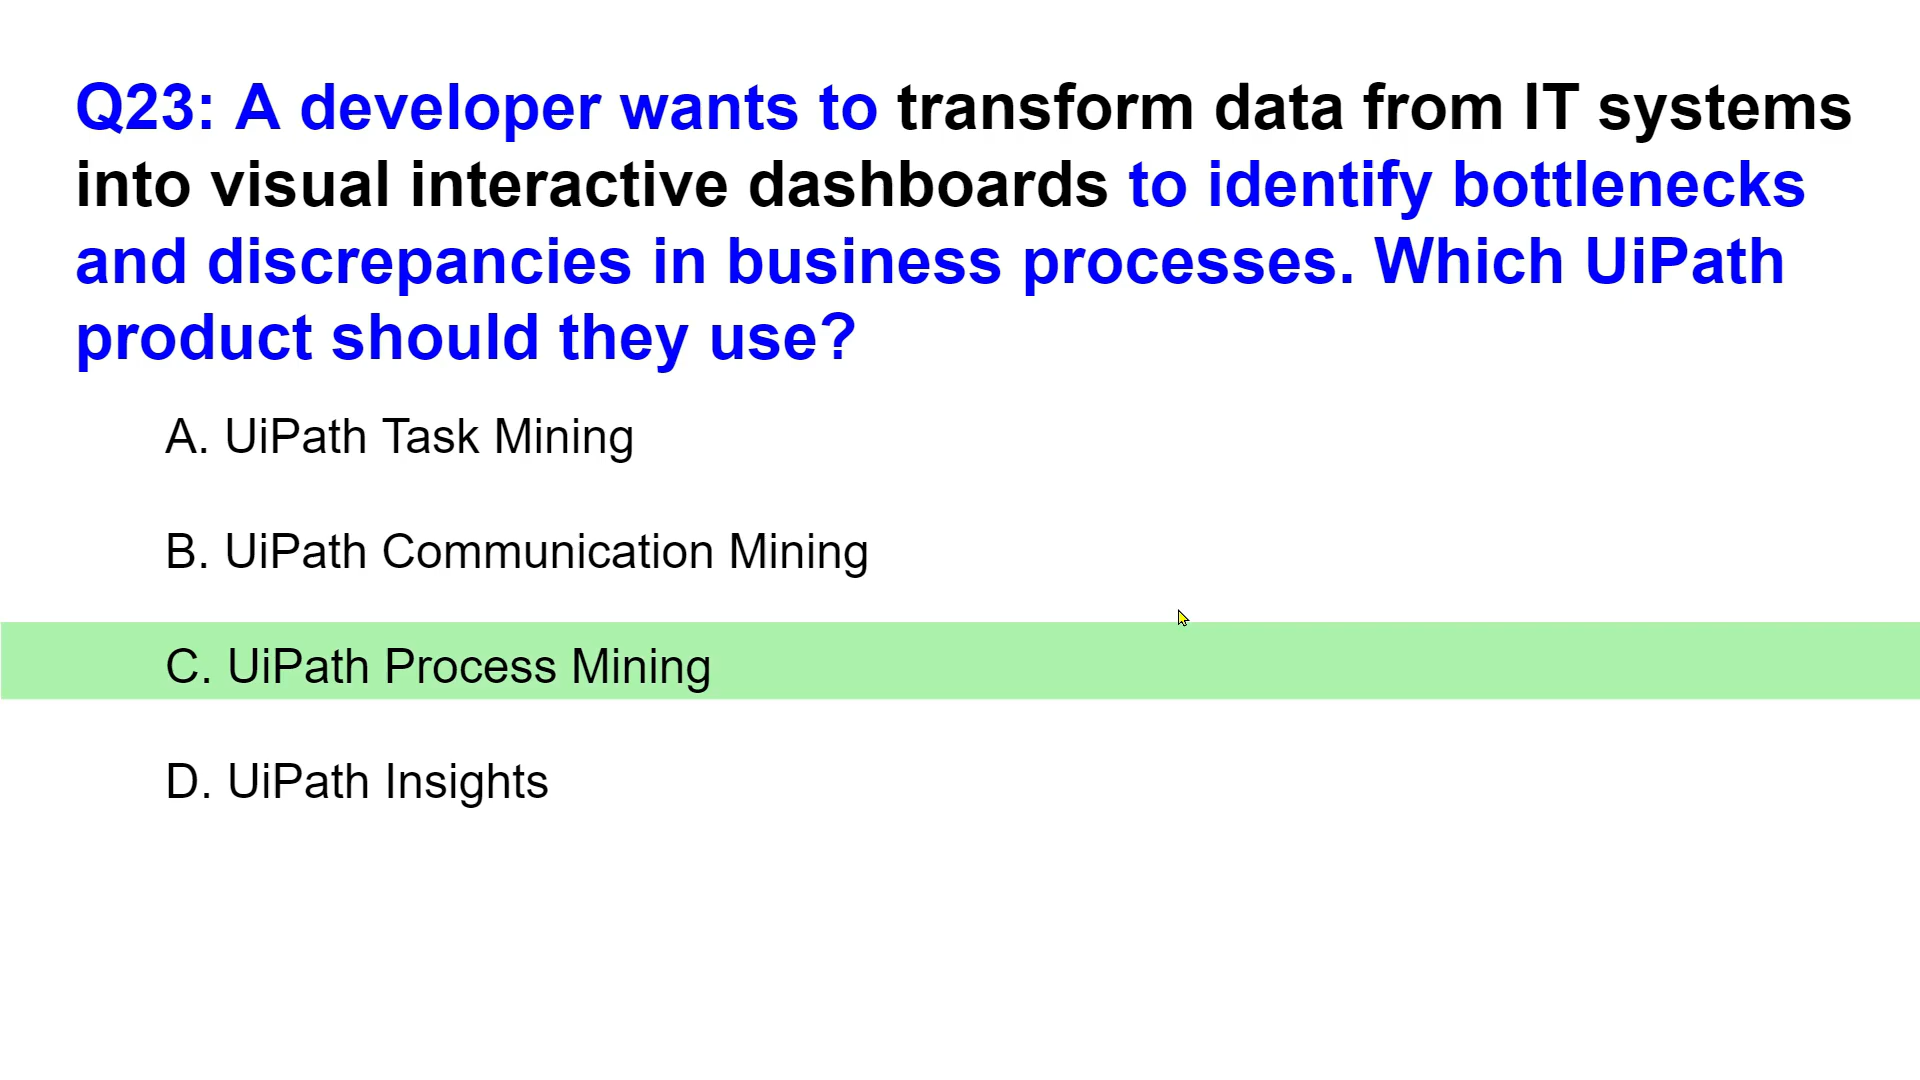 Q23: A developer wants to transform data from IT systems
into visual interactive dashboards to identify bottlenecks
and discrepancies in business processes. Which UiPath
product should they use?
A. UiPath Task Mining
B. UiPath Communication Mining
C. UiPath Process Mining
D. UiPath Insights